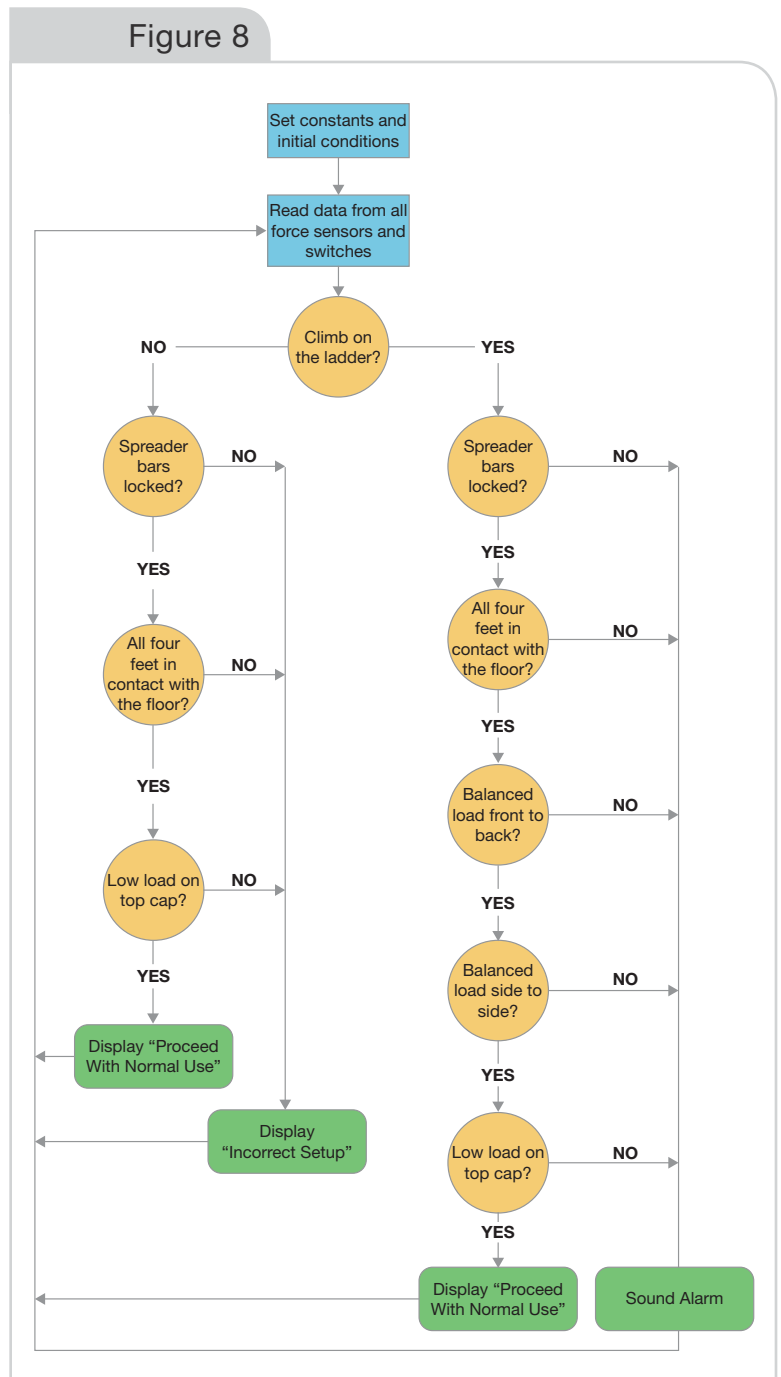 Figure 8
Set constants and
initial conditions
Read data from all
force sensors and
switches
Climb on
the ladder?
NO
YES
Spreader
bars
locked?
NO
YES
All four
feet in
contact with
the floor?
NO
YES
Low load on
top cap?
NO
YES
Display “Proceed
With Normal Use”
Display
“Incorrect Setup”
Spreader
bars
locked?
NO
YES
All four
feet in
contact with
the floor?
NO
YES
Balanced
load front to
back?
NO
YES
Balanced
load side to
side?
NO
YES
Low load on
top cap?
NO
YES
Display “Proceed
With Normal Use”
Sound Alarm